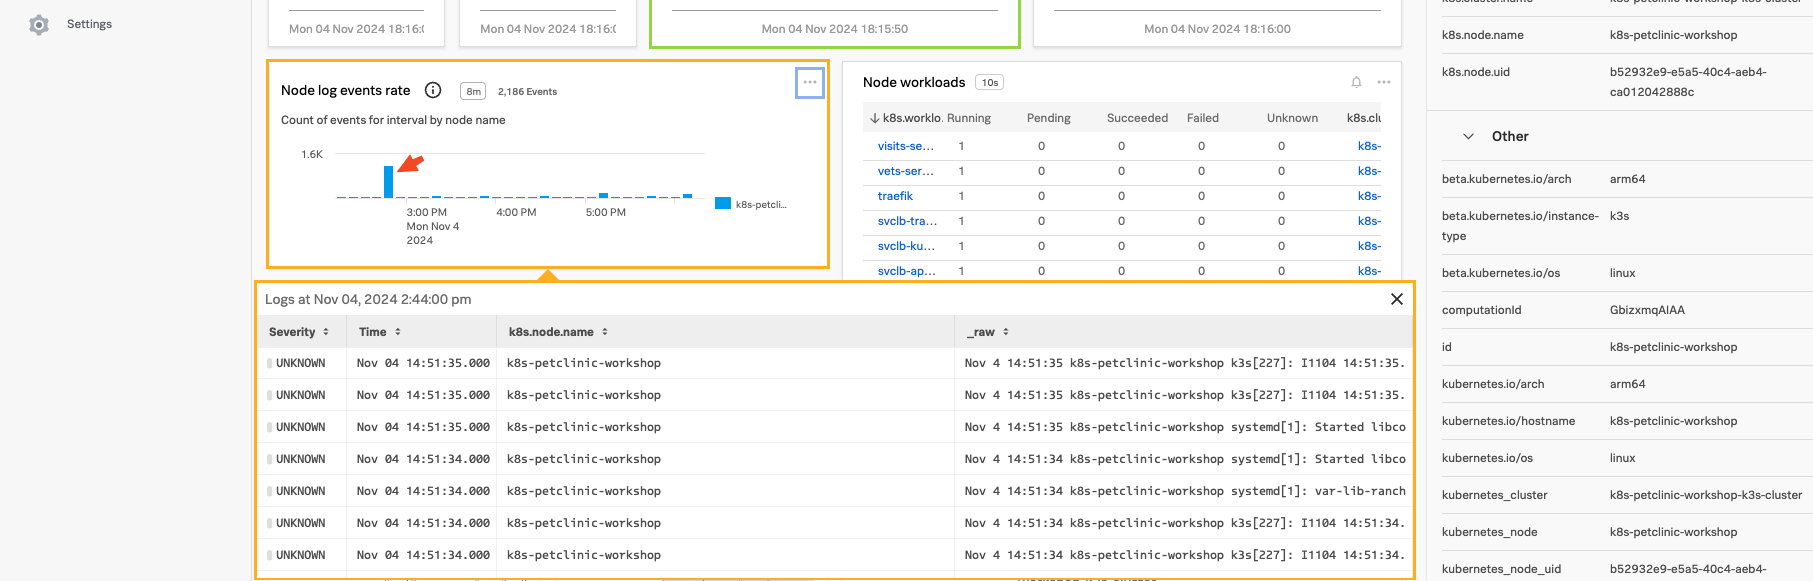 Settings
Mon 04 Nov 2024 18:16:0
Mon 04 Nov 2024 18:16:0
Mon 04 Nov 2024 18:15:50
Mon 04 Nov 2024 18:16:00
Node log events rate 8m 2,186 Events
Count of events for interval by node name
1.6K
3:00 PM 4:00 PM 5:00 PM
Mon Nov 4
2024
k8s-petcli...
Node workloads 10s
k8s.worklo. Running Pending Succeeded Failed Unknown k8s.clu
visits-se... 1 0 0 0 0 k8s-
vets-ser... 1 0 0 0 0 k8s-
traefik 1 0 0 0 0 k8s-
svclb-tra... 1 0 0 0 0 k8s-
svclb-ku... 1 0 0 0 0 k8s-
svclb-ap... 1 0 0 0 0 k8s-
Logs at Nov 04, 2024 2:44:00 pm
Severity Time k8s.node.name _raw
UNKNOWN Nov 04 14:51:35.000 k8s-petclinic-workshop Nov 4 14:51:35 k8s-petclinic-workshop k3s[227]: I1104 14:51:35.
UNKNOWN Nov 04 14:51:35.000 k8s-petclinic-workshop Nov 4 14:51:35 k8s-petclinic-workshop k3s[227]: I1104 14:51:35.
UNKNOWN Nov 04 14:51:35.000 k8s-petclinic-workshop Nov 4 14:51:35 k8s-petclinic-workshop systemd[1]: Started libco
UNKNOWN Nov 04 14:51:34.000 k8s-petclinic-workshop Nov 4 14:51:34 k8s-petclinic-workshop systemd[1]: Started libco
UNKNOWN Nov 04 14:51:34.000 k8s-petclinic-workshop Nov 4 14:51:34 k8s-petclinic-workshop systemd[1]: var-lib-ranch
UNKNOWN Nov 04 14:51:34.000 k8s-petclinic-workshop Nov 4 14:51:34 k8s-petclinic-workshop k3s[227]: I1104 14:51:34.
UNKNOWN Nov 04 14:51:34.000 k8s-petclinic-workshop Nov 4 14:51:34 k8s-petclinic-workshop k3s[227]: I1104 14:51:34.
k8s.node.name k8s-petclinic-workshop
k8s.node.uid b52932e9-e5a5-40c4-aeb4-
ca012042888c
Other
beta.kubernetes.io/arch arm64
beta.kubernetes.io/instance- k3s
type
beta.kubernetes.io/os linux
computationId GbizxmqAIAA
id k8s-petclinic-workshop
kubernetes.io/arch arm64
kubernetes.io/hostname k8s-petclinic-workshop
kubernetes.io/os linux
kubernetes_cluster k8s-petclinic-workshop-k3s-cluster
kubernetes_node k8s-petclinic-workshop
kubernetes_node_uid b52932e9-e5a5-40c4-aeb4-